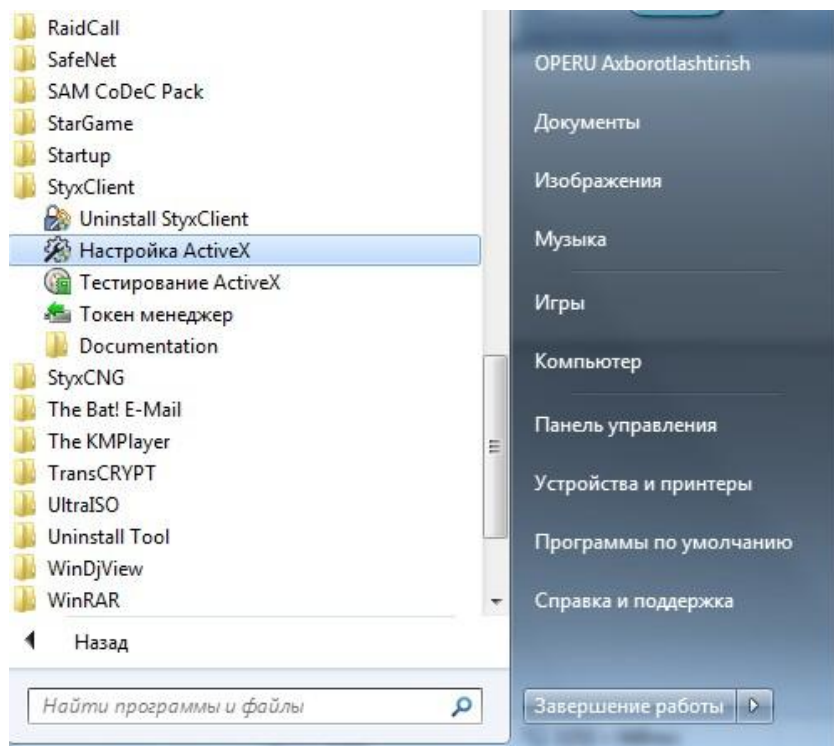 RaidCall
SafeNet
SAM CoDeC Pack
StarGame
Startup
StyxClient
Uninstall StyxClient
Настройка ActiveX
Тестирование ActiveX
Токен менеджер
Documentation
StyxCNG
The Bat! E-Mail
The KMPlayer
TransCRYPT
UltraISO
Uninstall Tool
WinDjView
WinRAR
Назад
Найти программы и файлы
OPERU Axborotlashtirish
Документы
Изображения
Музыка
Игры
Компьютер
Панель управления
Устройства и принтеры
Программы по умолчанию
Справка и поддержка
Завершение работы